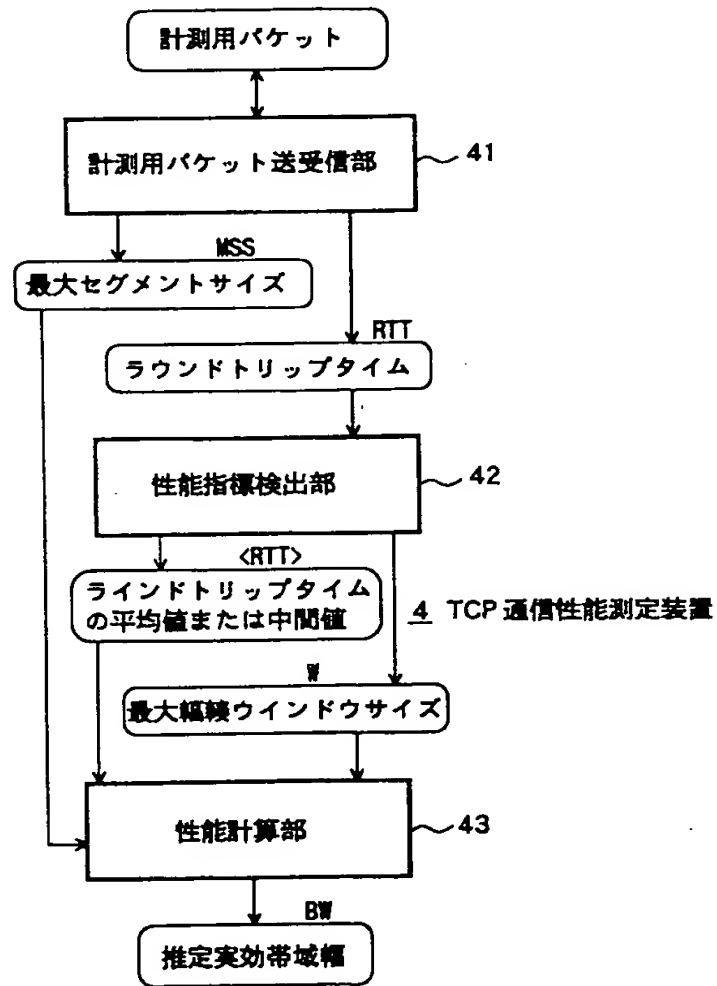 計測用パケット
計測用パケット送受信部
41
MSS
最大セグメントサイズ
RTT
ラウンドトリップタイム
性能指標検出部
42
<RTT>
ラインドトリップタイム
の平均値または中間値
4 TCP通信性能測定装置
W
最大輻輳ウインドウサイズ
性能計算部
43
BW
推定実効帯域幅